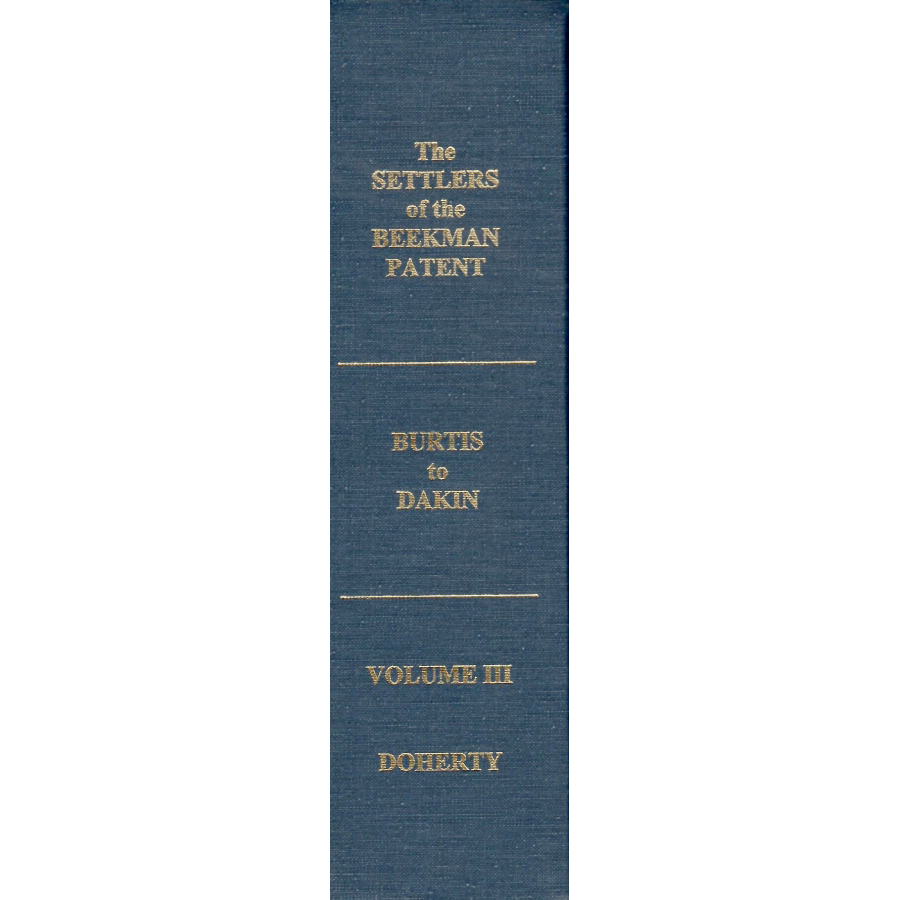 The
SETTLERS
of the
BEEKMAN
PATENT
BURTIS
to
DAKIN
VOLUME III
DOHERTY